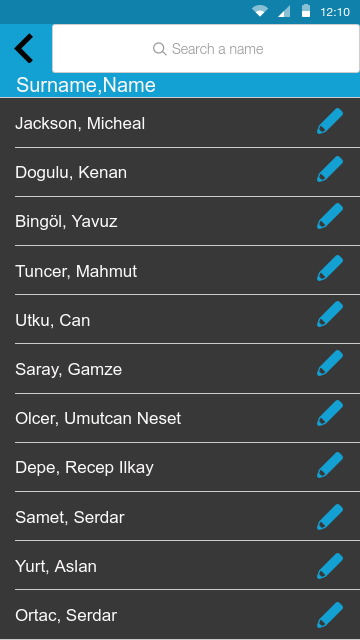 12:10
Search a name
Surname,Name
Jackson, Micheal
Dogulu, Kenan
Bingöl, Yavuz
Tuncer, Mahmut
Utku, Can
Saray, Gamze
Olcer, Umutcan Neset
Depe, Recep Ilkay
Samet, Serdar
Yurt, Aslan
Ortac, Serdar